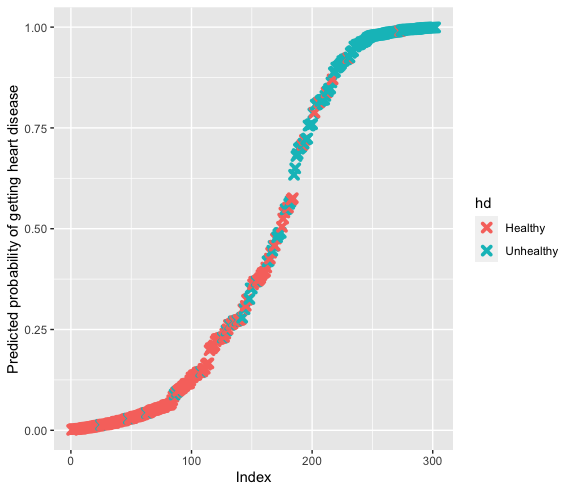 Predicted probability of getting heart disease
1.00
0.75
0.50
0.25
0.00
0
100
200
300
Index
hd
Healthy
Unhealthy